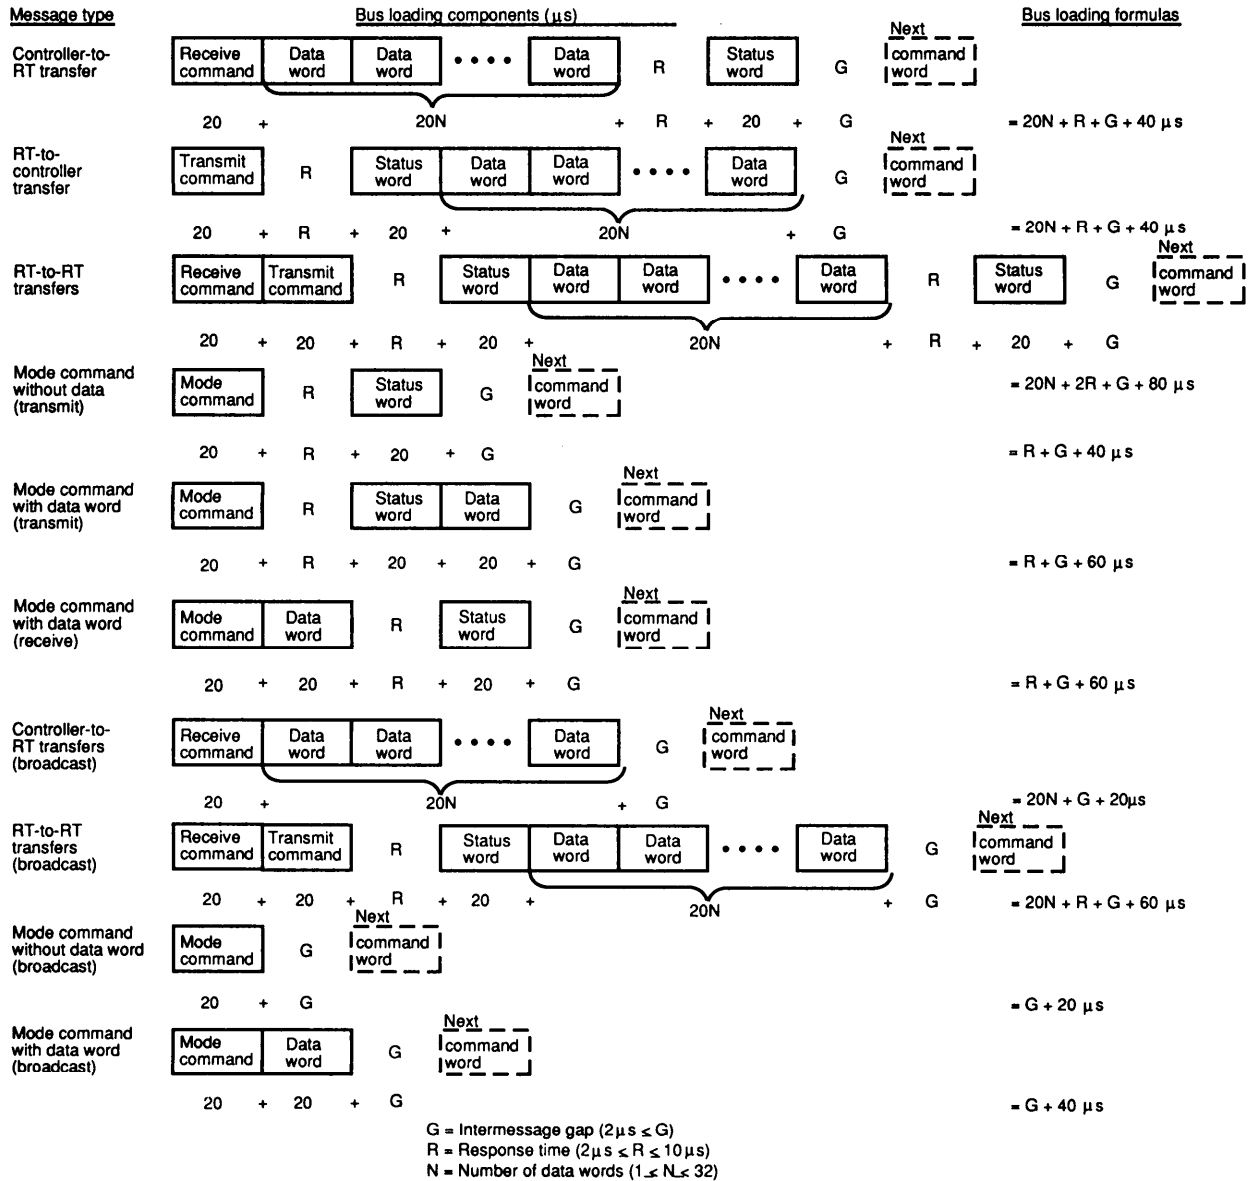 Message type Bus loading components (μs) Bus loading formulas
Controller-to-RT transfer Receive command Data word Data word •••• Data word R Status word G Next command word
20 + 20N + R + 20 + G = 20N + R + G + 40 μs
RT-to-controller transfer Transmit command R Status word Data word Data word •••• Data word G Next command word
20 + R + 20 + 20N + G = 20N + R + G + 40 μs
RT-to-RT transfers Receive command Transmit command R Status word Data word Data word •••• Data word R Status word G Next command word
20 + 20 + R + 20 + 20N + R + 20 + G
= 20N + 2R + G + 80 μs
Mode command without data (transmit) Mode command R Status word G Next command word
20 + R + 20 + G = R + G + 40 μs
Mode command with data word (transmit) Mode command R Status word Data word G Next command word
20 + R + 20 + 20 + G = R + G + 60 μs
Mode command with data word (receive) Mode command Data word R Status word G Next command word
20 + 20 + R + 20 + G = R + G + 60 μs
Controller-to-RT transfers (broadcast) Receive command Data word Data word •••• Data word G Next command word
20 + 20N + G = 20N + G + 20μs
RT-to-RT transfers (broadcast) Receive command Transmit command R Status word Data word Data word •••• Data word G Next command word
20 + 20 + R + 20 + 20N + G = 20N + R + G + 60 μs
Mode command without data word (broadcast) Mode command G Next command word
20 + G = G + 20 μs
Mode command with data word (broadcast) Mode command Data word G Next command word
20 + 20 + G = G + 40 μs
G = Intermessage gap (2μs ≤ G)
R = Response time (2μs ≤ R ≤ 10μs)
N = Number of data words (1 ≤ N ≤ 32)